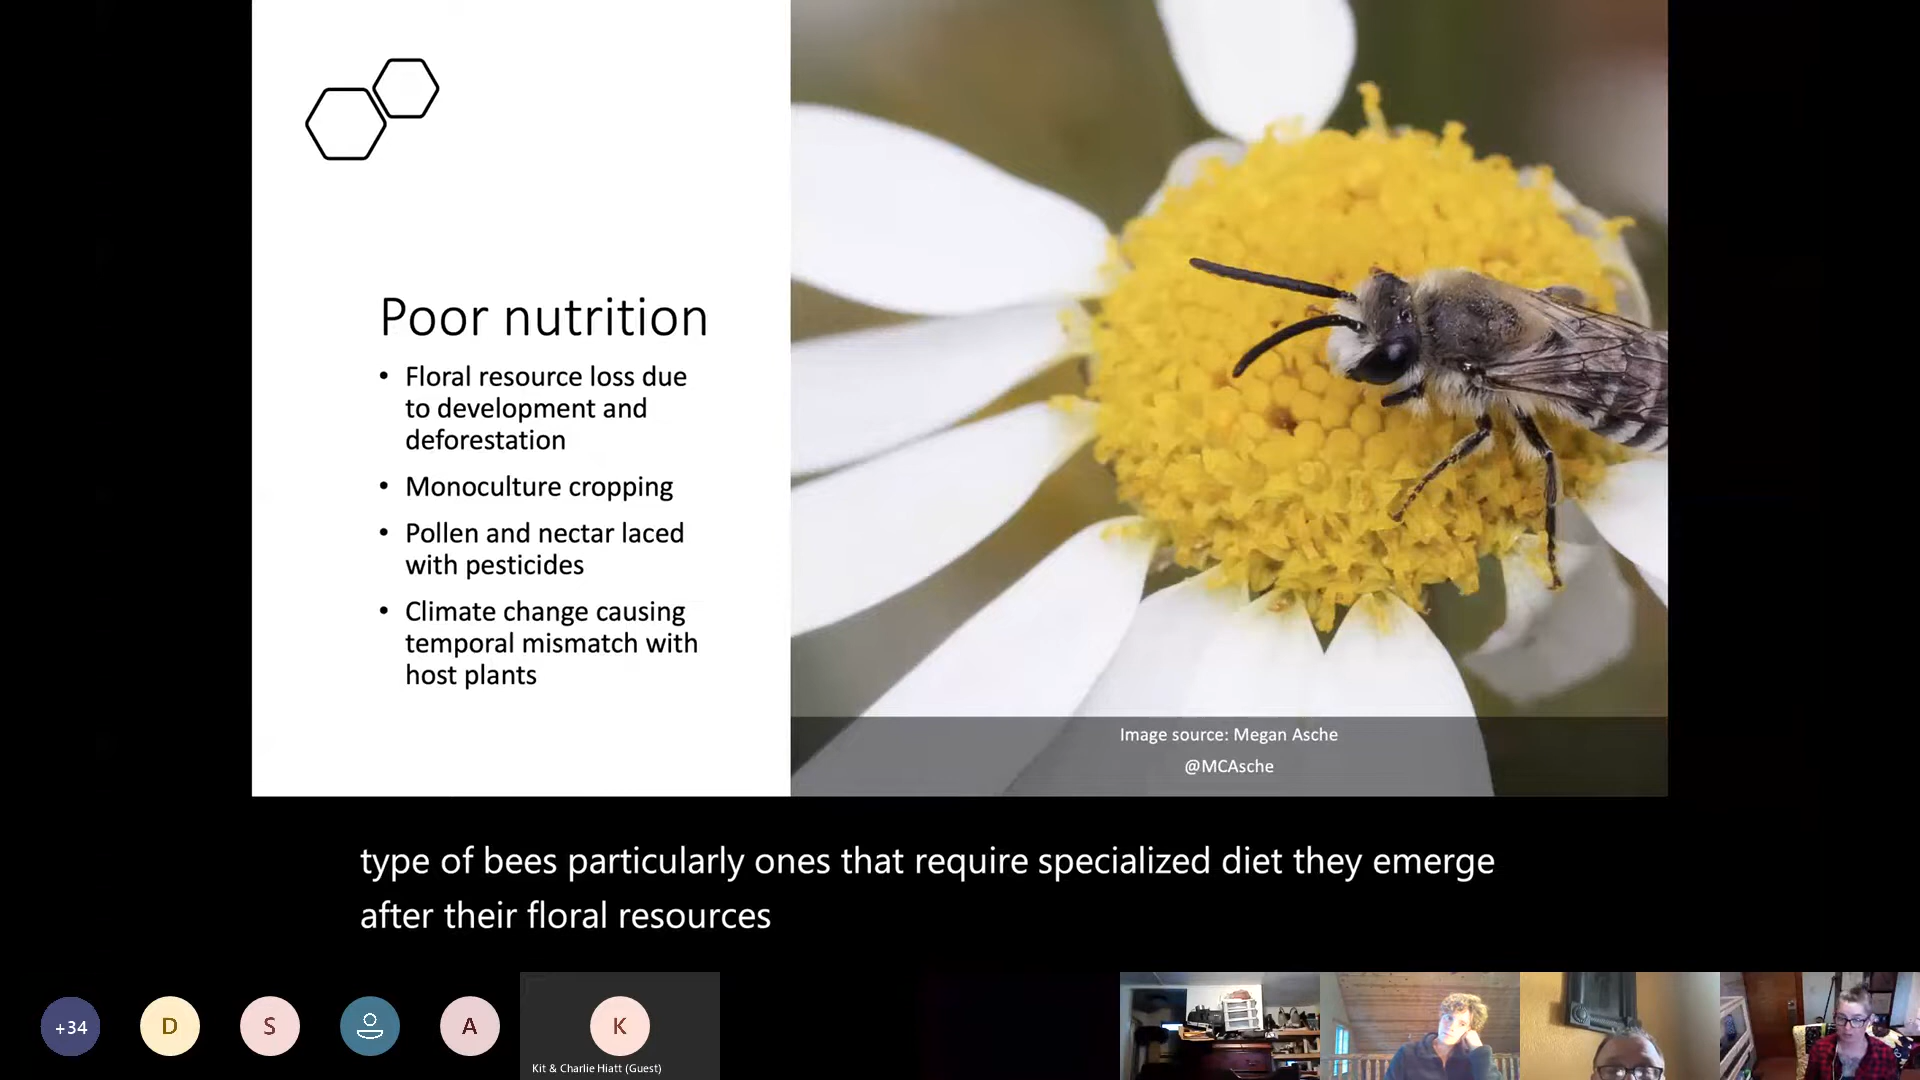 Poor nutrition
• Floral resource loss due
to development and
deforestation
• Monoculture cropping
• Pollen and nectar laced
with pesticides
• Climate change causing
temporal mismatch with
host plants
Image source: Megan Asche
@MCAsche
type of bees particularly ones that require specialized diet they emerge
after their floral resources
+34
D
S
A
K
Kit & Charlie Hiatt (Guest)